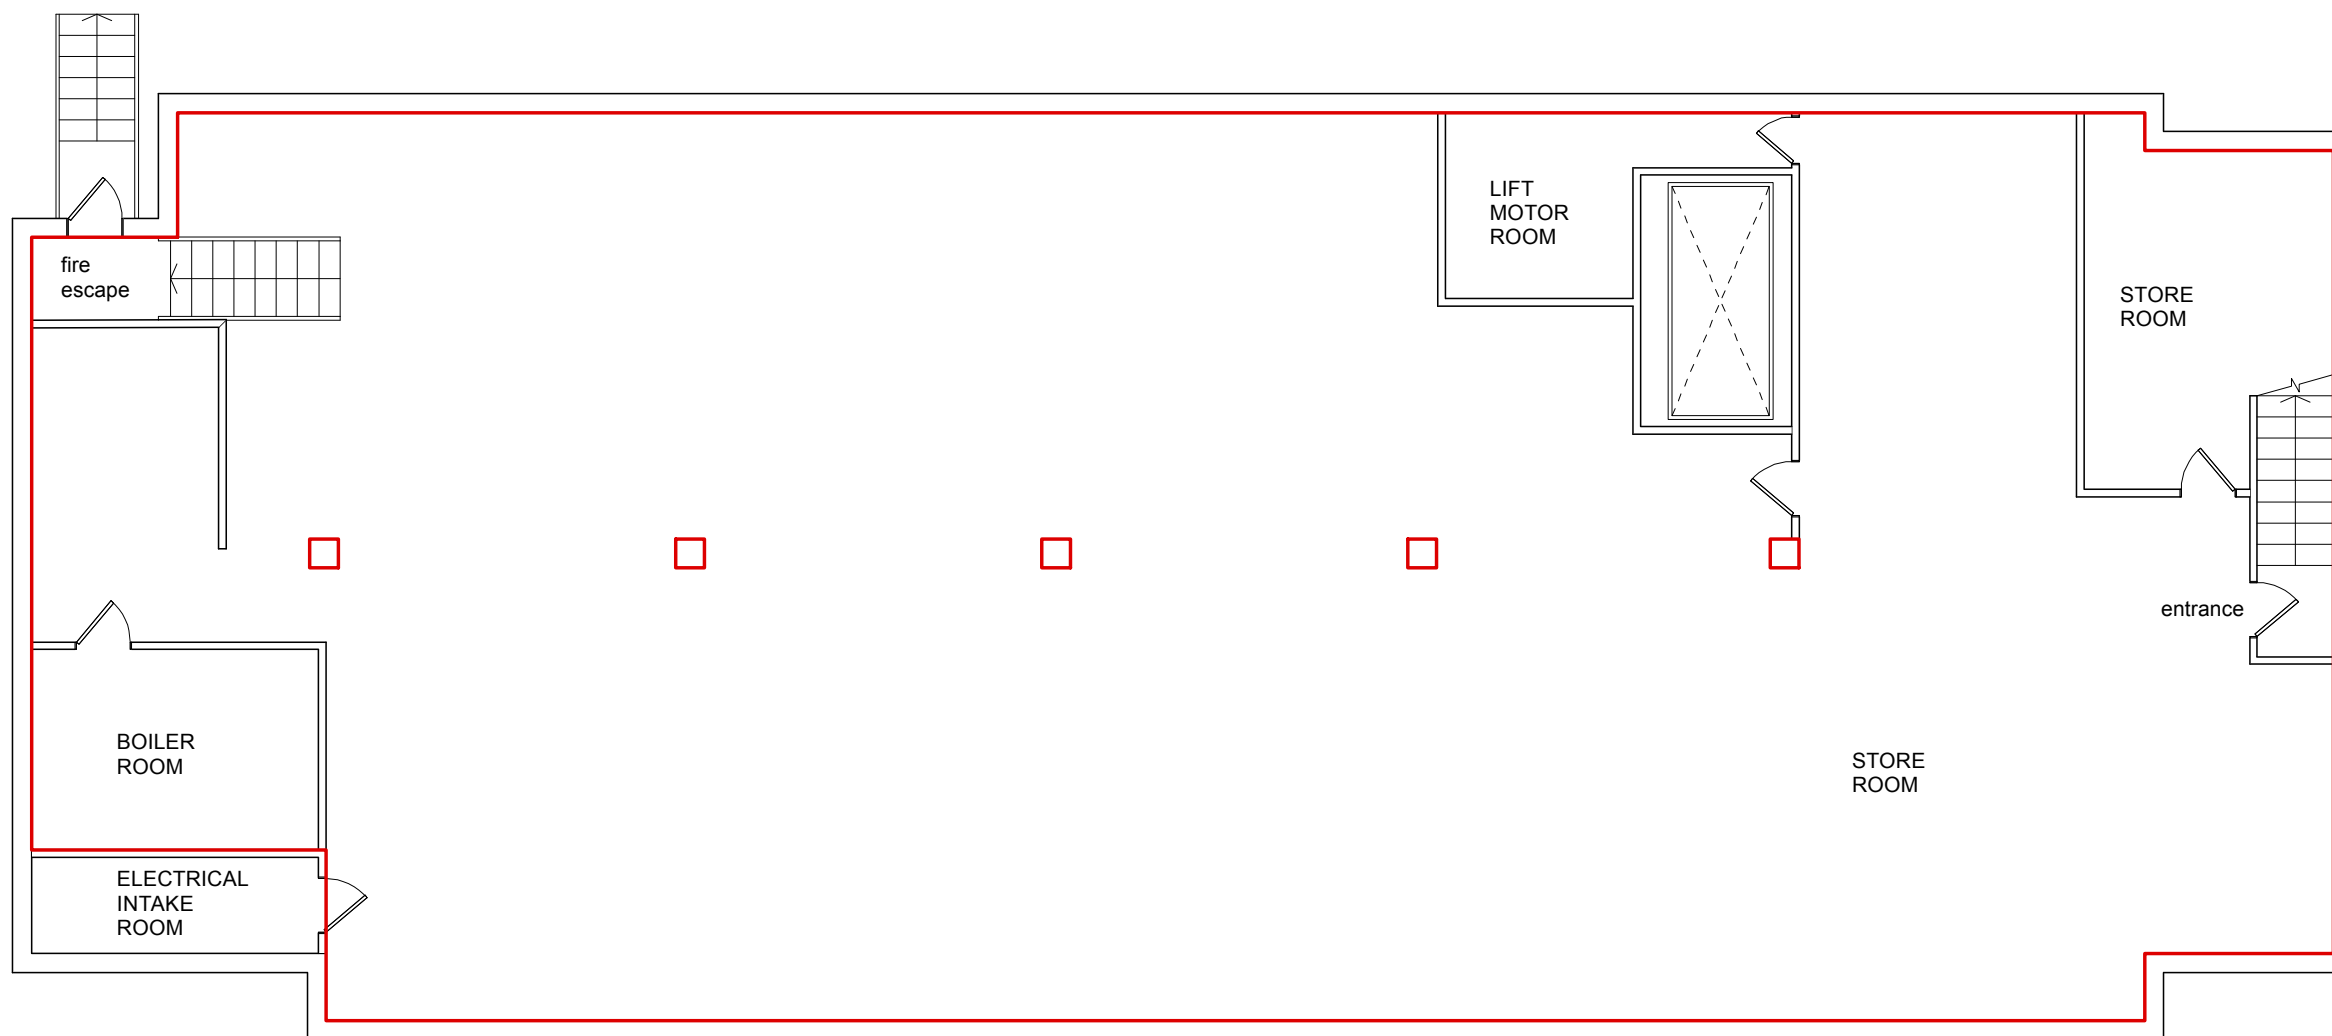 LIFT
MOTOR
ROOM
fire
escape
STORE
ROOM
entrance
BOILER
ROOM
STORE
ROOM
ELECTRICAL
INTAKE
ROOM